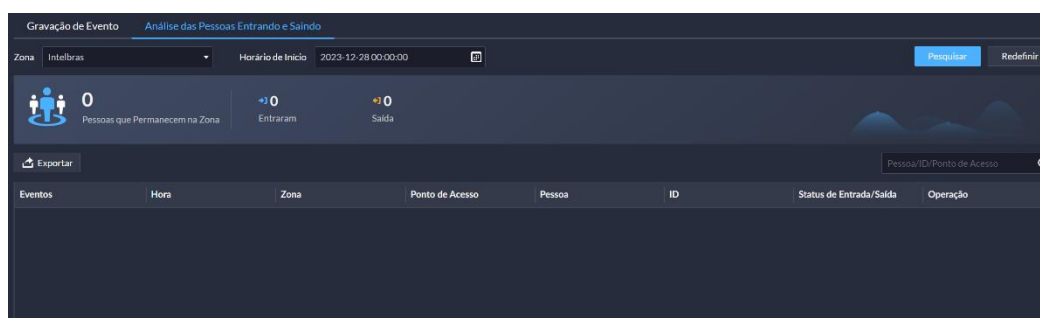 Gravação de Evento Análise das Pessoas Entrando e Saindo
Zona Intelbras Horário de Início 2023-12-28 00:00:00 Pesquisar Redefinir
0 0 0
Pessoas que Permanecem na Zona Entraram Saída
Exportar Pessoa/ID/Ponto de Acesso
Eventos Hora Zona Ponto de Acesso Pessoa ID Status de Entrada/Saída Operação